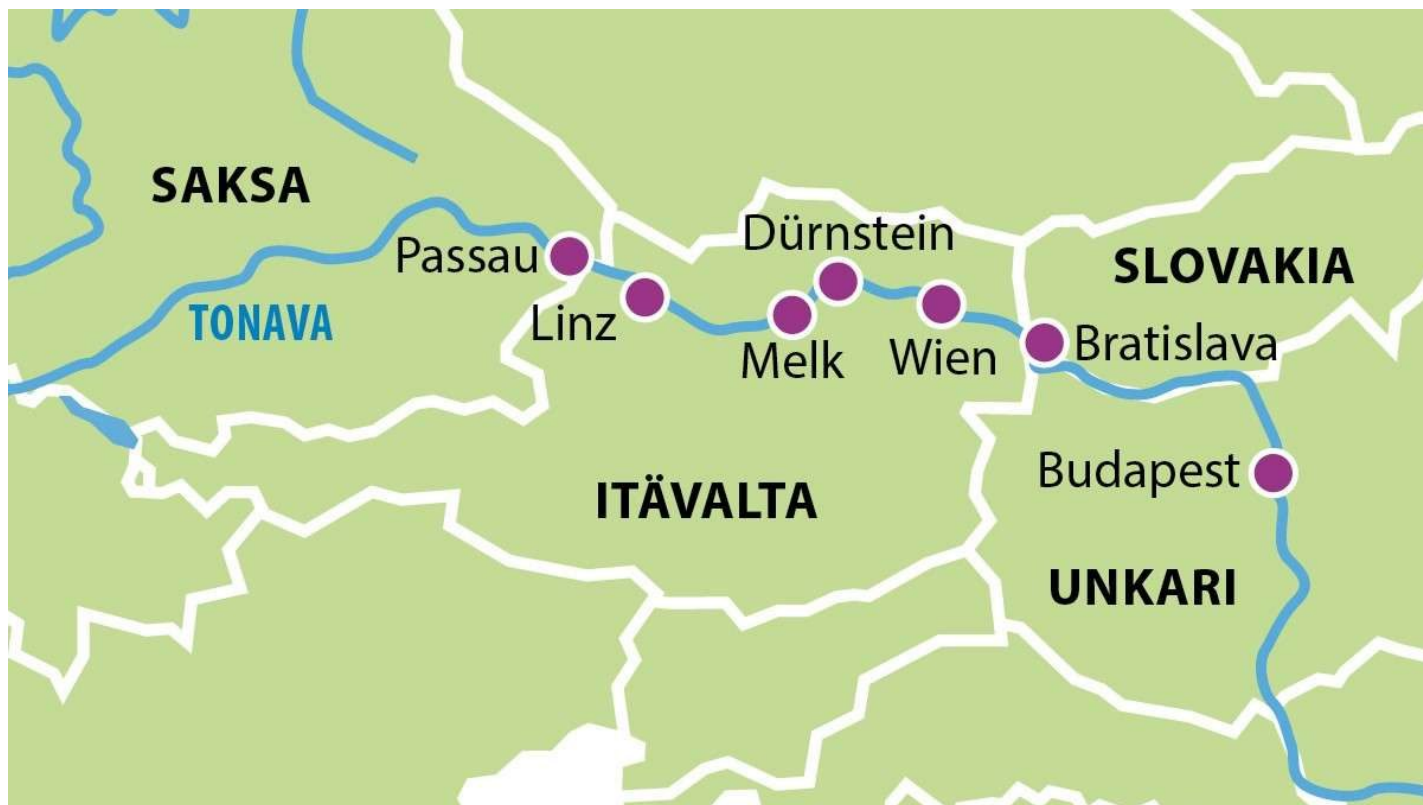 SAKSA
Dürnstein
Passau
SLOVAKIA
TONAVA
Linz
Melk
Wien
Bratislava
Budapest
ITÄVALTA
UNKARI